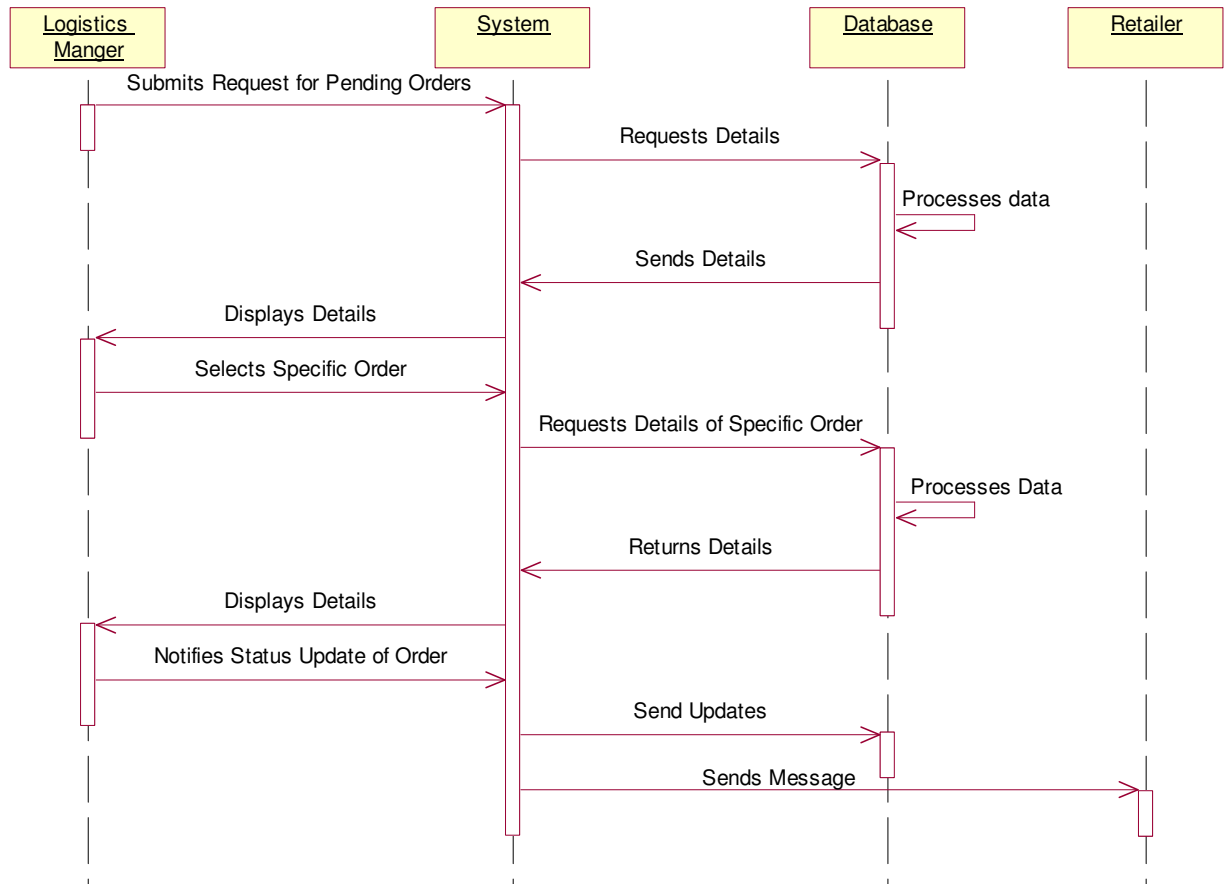 Logistics
Manger
System
Database
Retailer
Submits Request for Pending Orders
Requests Details
Processes data
Sends Details
Displays Details
Selects Specific Order
Requests Details of Specific Order
Processes Data
Returns Details
Displays Details
Notifies Status Update of Order
Send Updates
Sends Message